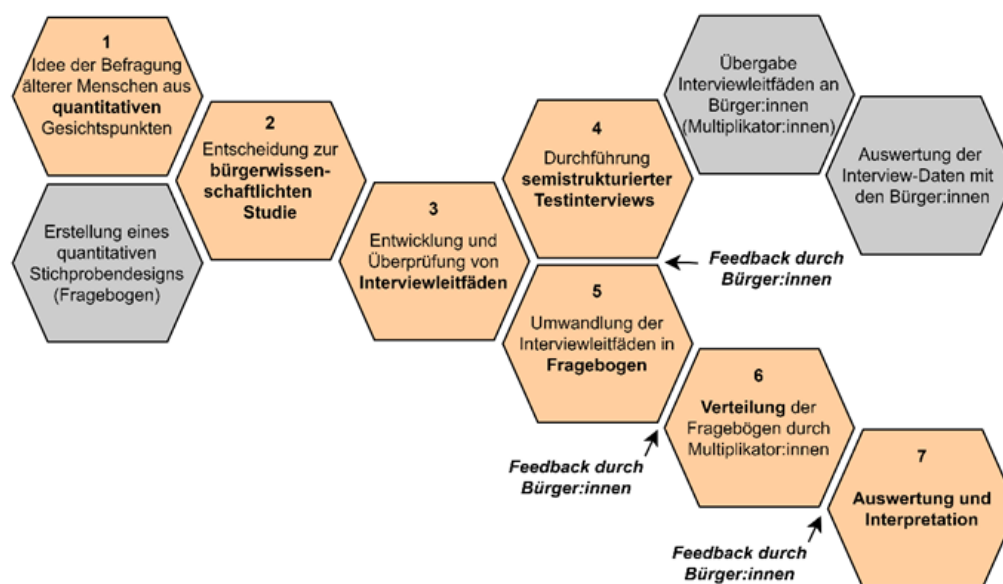 1
Idee der Befragung
älterer Menschen aus
quantitativen
Gesichtspunkten
Erstellung eines
quantitativen
Stichprobendesigns
(Fragebogen)
2
Entscheidung zur
bürgerwissen-
schaftlichten
Studie
3
Entwicklung und
Überprüfung von
Interviewleitfäden
4
Durchführung
semistrukturierter
Testinterviews
Übergabe
Interviewleitfäden an
Bürger:innen
(Multiplikator:innen)
Auswertung der
Interview-Daten mit
den Bürger:innen
Feedback durch
Bürger:innen
5
Umwandlung der
Interviewleitfäden in
Fragebogen
Feedback durch
Bürger:innen
6
Verteilung der
Fragebögen durch
Multiplikator:innen
Feedback durch
Bürger:innen
7
Auswertung und
Interpretation